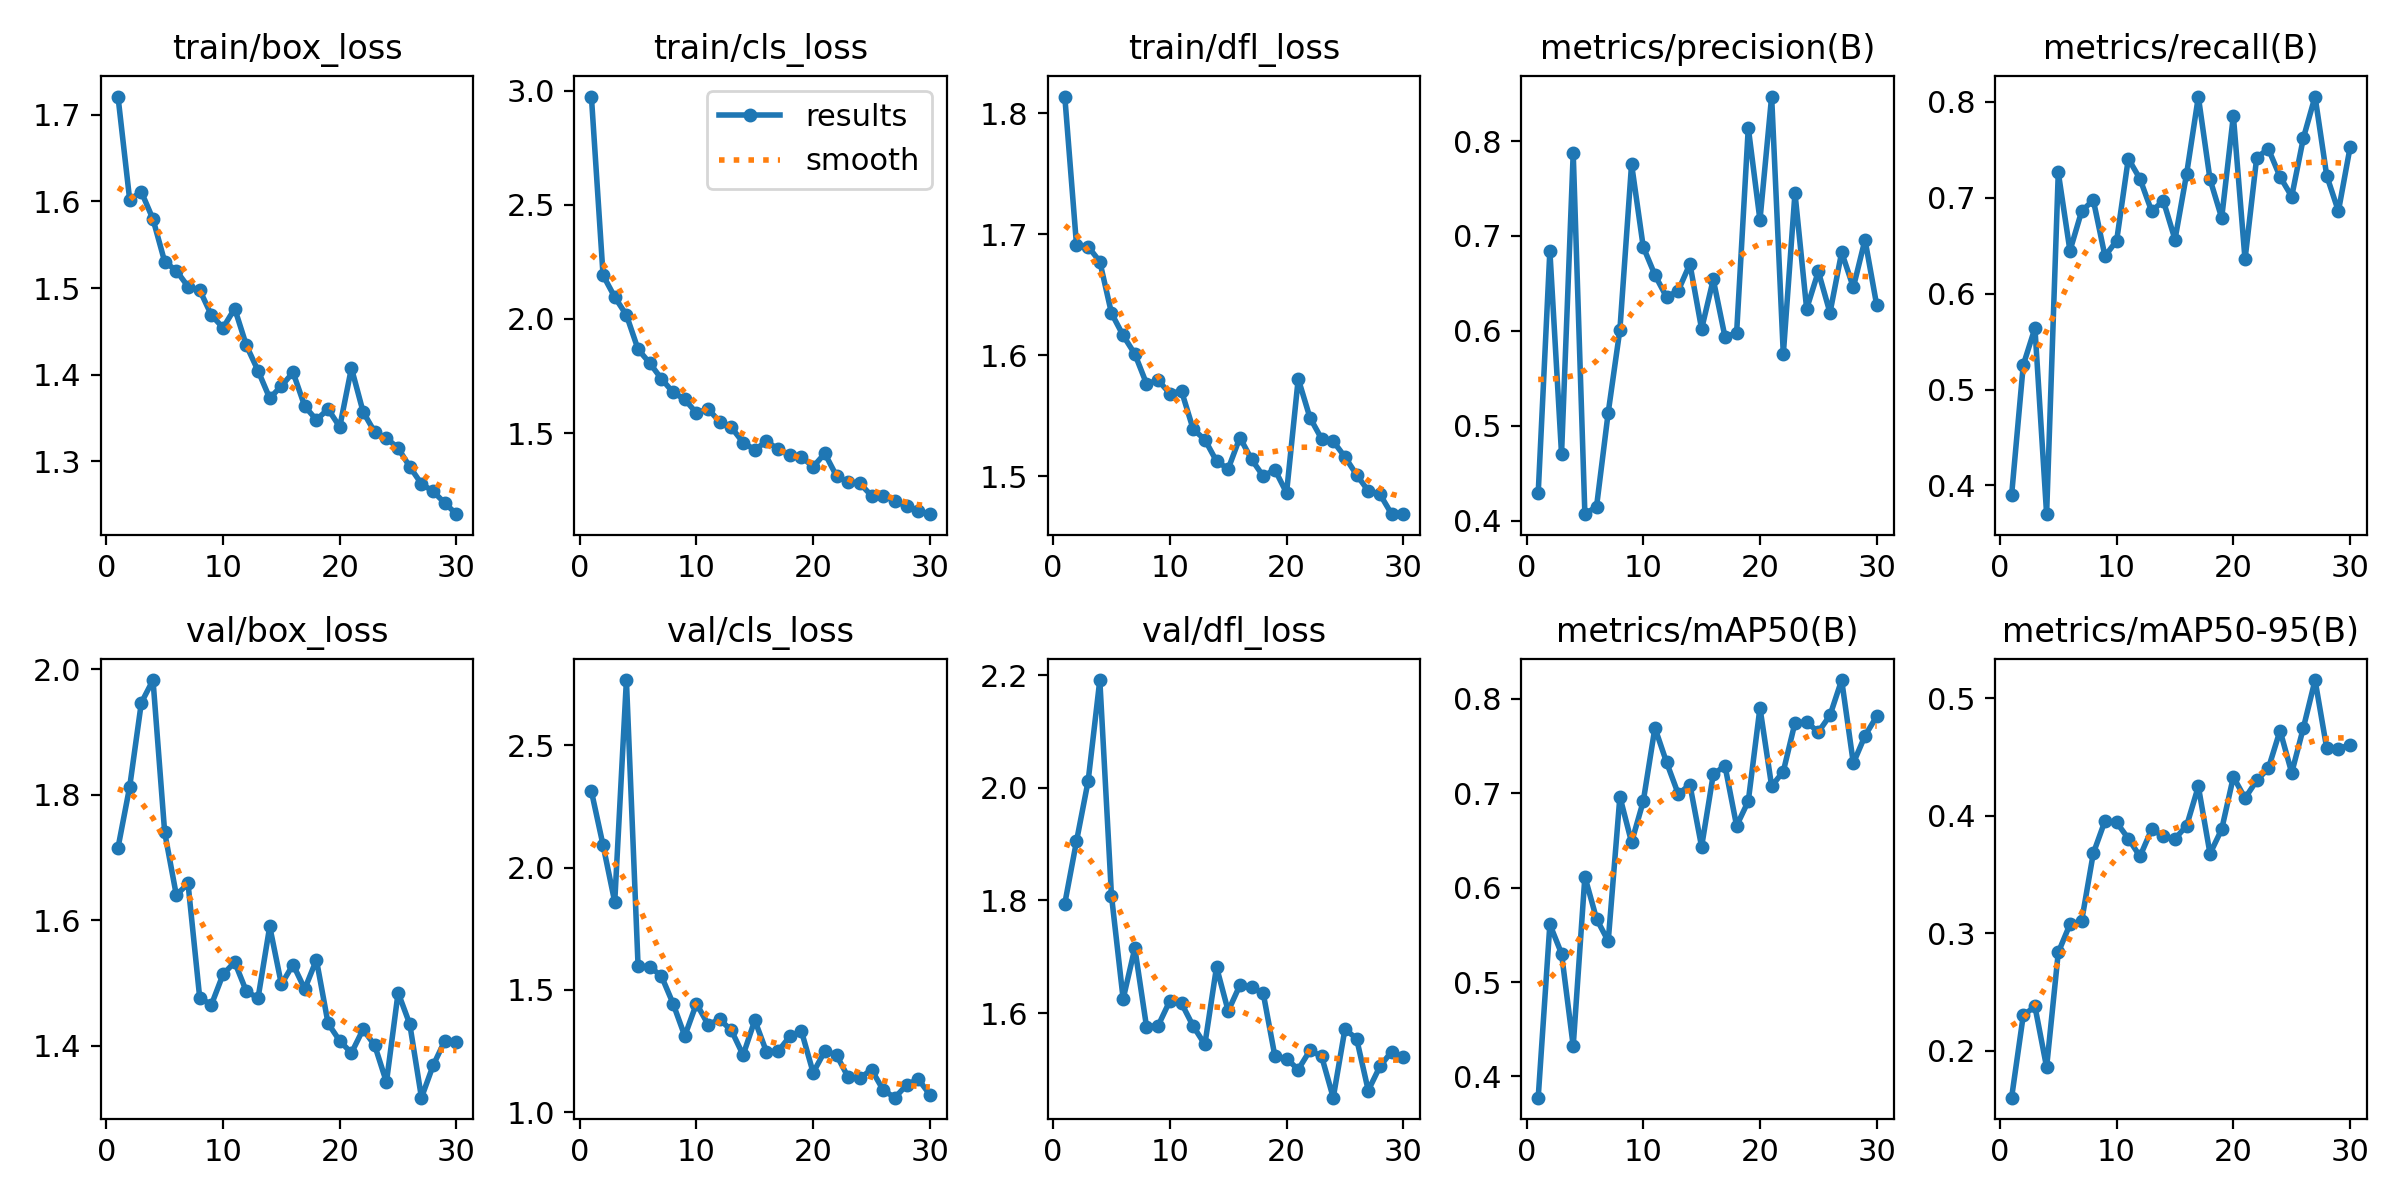 train/box_loss
train/cls_loss
train/dfl_loss
metrics/precision(B)
metrics/recall(B)
1.7
1.6
1.5
1.4
1.3
0 10 20 30
3.0
2.5
2.0
1.5
results
smooth
0 10 20 30
1.8
1.7
1.6
1.5
0 10 20 30
0.8
0.7
0.6
0.5
0.4
0 10 20 30
0.8
0.7
0.6
0.5
0.4
0 10 20 30
val/box_loss
val/cls_loss
val/dfl_loss
metrics/mAP50(B)
metrics/mAP50-95(B)
2.0
1.8
1.6
1.4
0 10 20 30
2.5
2.0
1.5
1.0
0 10 20 30
2.2
2.0
1.8
1.6
0 10 20 30
0.8
0.7
0.6
0.5
0.4
0 10 20 30
0.5
0.4
0.3
0.2
0 10 20 30